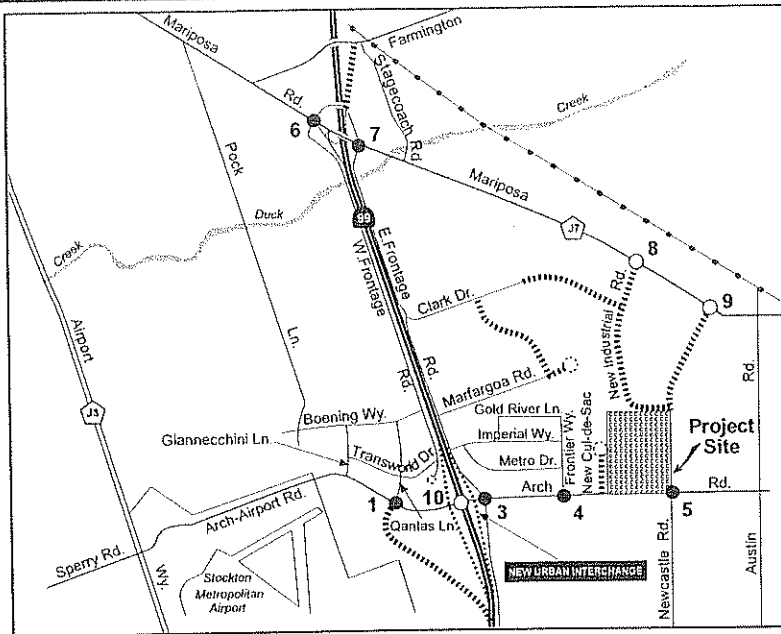 Mariposa
Rd.
Farmington
Stagecoach Rd.
Creek
6
7
Pock
Ln.
Mariposa
J7
8
9
Duck
Creek
W.Frontage
Rd.
E.Frontage
Rd.
Airport
Wy.
J3
Clark Dr.
New Industrial
Rd.
Rd.
Marfargoa Rd.
Boening Wy.
Gold River Ln.
Imperial Wy.
Metro Dr.
Frontier Wy.
New Cul-de-Sac
Project
Site
Giannecchini Ln.
Transworld Dr.
Arch
Rd.
1
10
3
4
5
Arch-Airport Rd.
Qantas Ln.
Sperry Rd.
Stockton
Metropolitan
Airport
NEW URBAN INTERCHANGE
Newcastle Rd.
Austin